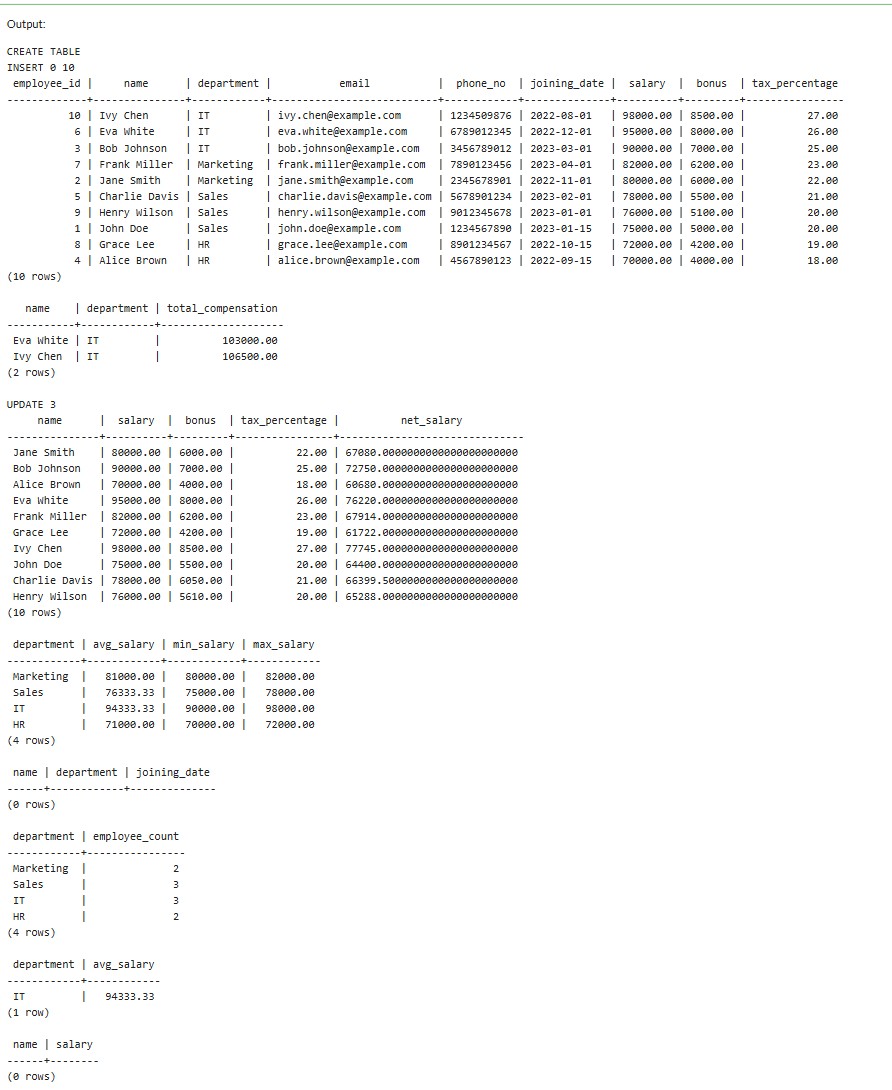 Output:
CREATE TABLE
INSERT 0 10
 employee_id |      name     | department |           email           |  phone_no  | joining_date |  salary  |  bonus  | tax_percentage
-------------+---------------+------------+---------------------------+------------+--------------+----------+---------+----------------
          10 | Ivy Chen      | IT         | ivy.chen@example.com      | 1234509876 | 2022-08-01   | 98000.00 | 8500.00 |          27.00
           6 | Eva White     | IT         | eva.white@example.com     | 6789012345 | 2022-12-01   | 95000.00 | 8000.00 |          26.00
           3 | Bob Johnson   | IT         | bob.johnson@example.com   | 3456789012 | 2023-03-01   | 90000.00 | 7000.00 |          25.00
           7 | Frank Miller  | Marketing  | frank.miller@example.com  | 7890123456 | 2023-04-01   | 82000.00 | 6200.00 |          23.00
           2 | Jane Smith    | Marketing  | jane.smith@example.com    | 2345678901 | 2022-11-01   | 80000.00 | 6000.00 |          22.00
           5 | Charlie Davis | Sales      | charlie.davis@example.com | 5678901234 | 2023-02-01   | 78000.00 | 5500.00 |          21.00
           9 | Henry Wilson  | Sales      | henry.wilson@example.com  | 9012345678 | 2023-01-01   | 76000.00 | 5100.00 |          20.00
           1 | John Doe      | Sales      | john.doe@example.com      | 1234567890 | 2023-01-15   | 75000.00 | 5000.00 |          20.00
           8 | Grace Lee     | HR         | grace.lee@example.com     | 8901234567 | 2022-10-15   | 72000.00 | 4200.00 |          19.00
           4 | Alice Brown   | HR         | alice.brown@example.com   | 4567890123 | 2022-09-15   | 70000.00 | 4000.00 |          18.00
(10 rows)
   name    | department | total_compensation
-----------+------------+--------------------
 Eva White | IT         |          103000.00
 Ivy Chen  | IT         |          106500.00
(2 rows)
UPDATE 3
     name      |  salary  |  bonus  | tax_percentage |          net_salary
---------------+----------+---------+----------------+------------------------------
 Jane Smith    | 80000.00 | 6000.00 |          22.00 | 67080.0000000000000000000000
 Bob Johnson   | 90000.00 | 7000.00 |          25.00 | 72750.0000000000000000000000
 Alice Brown   | 70000.00 | 4000.00 |          18.00 | 60680.0000000000000000000000
 Eva White     | 95000.00 | 8000.00 |          26.00 | 76220.0000000000000000000000
 Frank Miller  | 82000.00 | 6200.00 |          23.00 | 67914.0000000000000000000000
 Grace Lee     | 72000.00 | 4200.00 |          19.00 | 61722.0000000000000000000000
 Ivy Chen      | 98000.00 | 8500.00 |          27.00 | 77745.0000000000000000000000
 John Doe      | 75000.00 | 5500.00 |          20.00 | 64400.0000000000000000000000
 Charlie Davis | 78000.00 | 6050.00 |          21.00 | 66399.5000000000000000000000
 Henry Wilson  | 76000.00 | 5610.00 |          20.00 | 65288.0000000000000000000000
(10 rows)
 department | avg_salary | min_salary | max_salary
------------+------------+------------+------------
 Marketing  |   81000.00 |   80000.00 |   82000.00
 Sales      |   76333.33 |   75000.00 |   78000.00
 IT         |   94333.33 |   90000.00 |   98000.00
 HR         |   71000.00 |   70000.00 |   72000.00
(4 rows)
 name | department | joining_date
------+------------+--------------
(0 rows)
 department | employee_count
------------+----------------
 Marketing  |              2
 Sales      |              3
 IT         |              3
 HR         |              2
(4 rows)
 department | avg_salary
------------+------------
 IT         |   94333.33
(1 row)
 name | salary
------+--------
(0 rows)